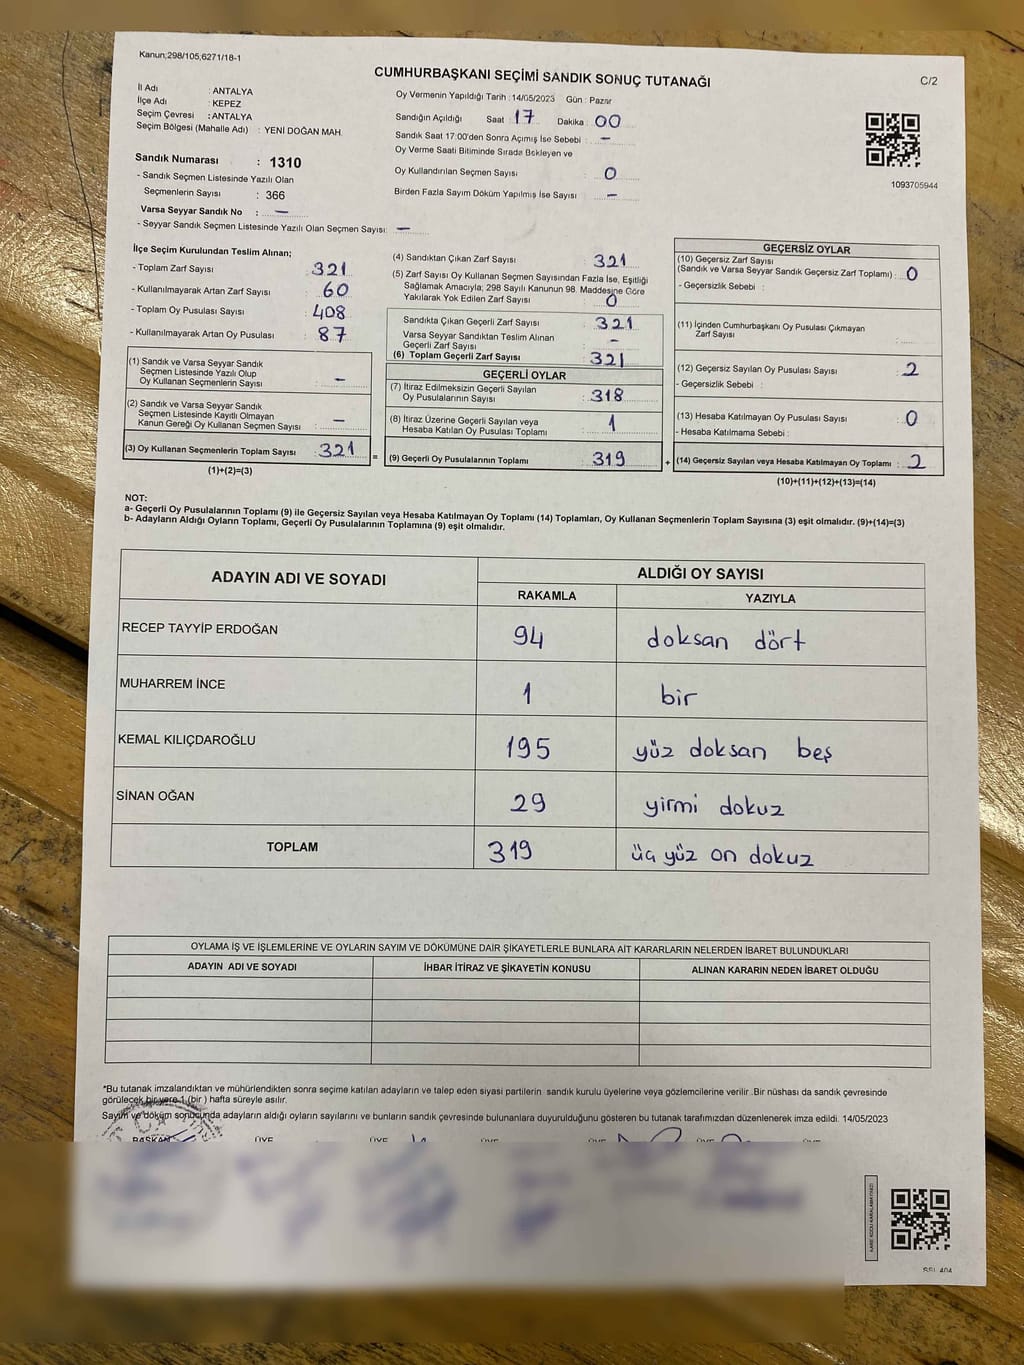 Kanun;298/105;6271/18-1
CUMHURBAŞKANI SEÇİMİ SANDIK SONUÇ TUTANAĞI
C/2
İl Adı : ANTALYA
İlçe Adı : KEPEZ
Seçim Çevresi : ANTALYA
Seçim Bölgesi (Mahalle Adı) : YENİ DOĞAN MAH.
Sandık Numarası : 1310
- Sandık Seçmen Listesinde Yazılı Olan
Seçmenlerin Sayısı : 366
Varsa Seyyar Sandık No : —
- Seyyar Sandık Seçmen Listesinde Yazılı Olan Seçmen Sayısı: —
Oy Vermenin Yapıldığı Tarih : 14/05/2023 Gün : Pazar
Sandığın Açıldığı Saat 17 Dakika 00
Sandık Saat 17:00'den Sonra Açımış İse Sebebi : —
Oy Verme Saati Bitiminde Sırada Bekleyen ve
Oy Kullandırılan Seçmen Sayısı : 0
Birden Fazla Sayım Döküm Yapılmış İse Sayısı : —
1093705944
İlçe Seçim Kurulundan Teslim Alınan;
- Toplam Zarf Sayısı : 321
- Kullanılmayarak Artan Zarf Sayısı : 60
- Toplam Oy Pusulası Sayısı : 408
- Kullanılmayarak Artan Oy Pusulası : 87
(1) Sandık ve Varsa Seyyar Sandık
Seçmen Listesinde Yazılı Olup
Oy Kullanan Seçmenlerin Sayısı : —
(2) Sandık ve Varsa Seyyar Sandık
Seçmen Listesinde Kayıtlı Olmayan
Kanun Gereği Oy Kullanan Seçmen Sayısı : —
(3) Oy Kullanan Seçmenlerin Toplam Sayısı : 321 =
(1)+(2)=(3)
(4) Sandıktan Çıkan Zarf Sayısı : 321
(5) Zarf Sayısı Oy Kullanan Seçmen Sayısından Fazla İse, Eşitliği
Sağlamak Amacıyla; 298 Sayılı Kanunun 98. Maddesine Göre
Yakılarak Yok Edilen Zarf Sayısı : 0
Sandıkta Çıkan Geçerli Zarf Sayısı : 321
Varsa Seyyar Sandıktan Teslim Alınan
Geçerli Zarf Sayısı : —
(6) Toplam Geçerli Zarf Sayısı : 321
GEÇERLİ OYLAR
(7) İtiraz Edilmeksizin Geçerli Sayılan
Oy Pusulalarının Sayısı : 318
(8) İtiraz Üzerine Geçerli Sayılan veya
Hesaba Katılan Oy Pusulası Toplamı : 1
(9) Geçerli Oy Pusulalarının Toplamı : 319 +
GEÇERSİZ OYLAR
(10) Geçersiz Zarf Sayısı
(Sandık ve Varsa Seyyar Sandık Geçersiz Zarf Toplamı) : 0
- Geçersizlik Sebebi :
(11) İçinden Cumhurbaşkanı Oy Pusulası Çıkmayan
Zarf Sayısı :
(12) Geçersiz Sayılan Oy Pusulası Sayısı : 2
- Geçersizlik Sebebi :
(13) Hesaba Katılmayan Oy Pusulası Sayısı : 0
- Hesaba Katılmama Sebebi :
(14) Geçersiz Sayılan veya Hesaba Katılmayan Oy Toplamı : 2
(10)+(11)+(12)+(13)=(14)
NOT:
a- Geçerli Oy Pusulalarının Toplamı (9) ile Geçersiz Sayılan veya Hesaba Katılmayan Oy Toplamı (14) Toplamları, Oy Kullanan Seçmenlerin Toplam Sayısına (3) eşit olmalıdır. (9)+(14)=(3)
b- Adayların Aldığı Oyların Toplamı, Geçerli Oy Pusulalarının Toplamına (9) eşit olmalıdır.
ADAYIN ADI VE SOYADI ALDIĞI OY SAYISI
RAKAMLA YAZIYLA
RECEP TAYYİP ERDOĞAN 94 doksan dört
MUHARREM İNCE 1 bir
KEMAL KILIÇDAROĞLU 195 yüz doksan beş
SİNAN OĞAN 29 yirmi dokuz
TOPLAM 319 üç yüz on dokuz
OYLAMA İŞ VE İŞLEMLERİNE VE OYLARIN SAYIM VE DÖKÜMÜNE DAİR ŞİKAYETLERLE BUNLARA AİT KARARLARIN NELERDEN İBARET BULUNDUKLARI
ADAYIN ADI VE SOYADI İHBAR İTİRAZ VE ŞİKAYETİN KONUSU ALINAN KARARIN NEDEN İBARET OLDUĞU
*Bu tutanak imzalandıktan ve mühürlendikten sonra seçime katılan adayların ve talep eden siyasi partilerin sandık kurulu üyelerine veya gözlemcilerine verilir .Bir nüshası da sandık çevresinde
görülecek bir yere 1 (bir ) hafta süreyle asılır.
Sayım ve döküm sonucunda adayların aldığı oyların sayılarını ve bunların sandık çevresinde bulunanlara duyurulduğunu gösteren bu tutanak tarafımızdan düzenlenerek imza edildi. 14/05/2023
BAŞKAN ÜYE ÜYE ÜYE ÜYE ÜYE ÜYE